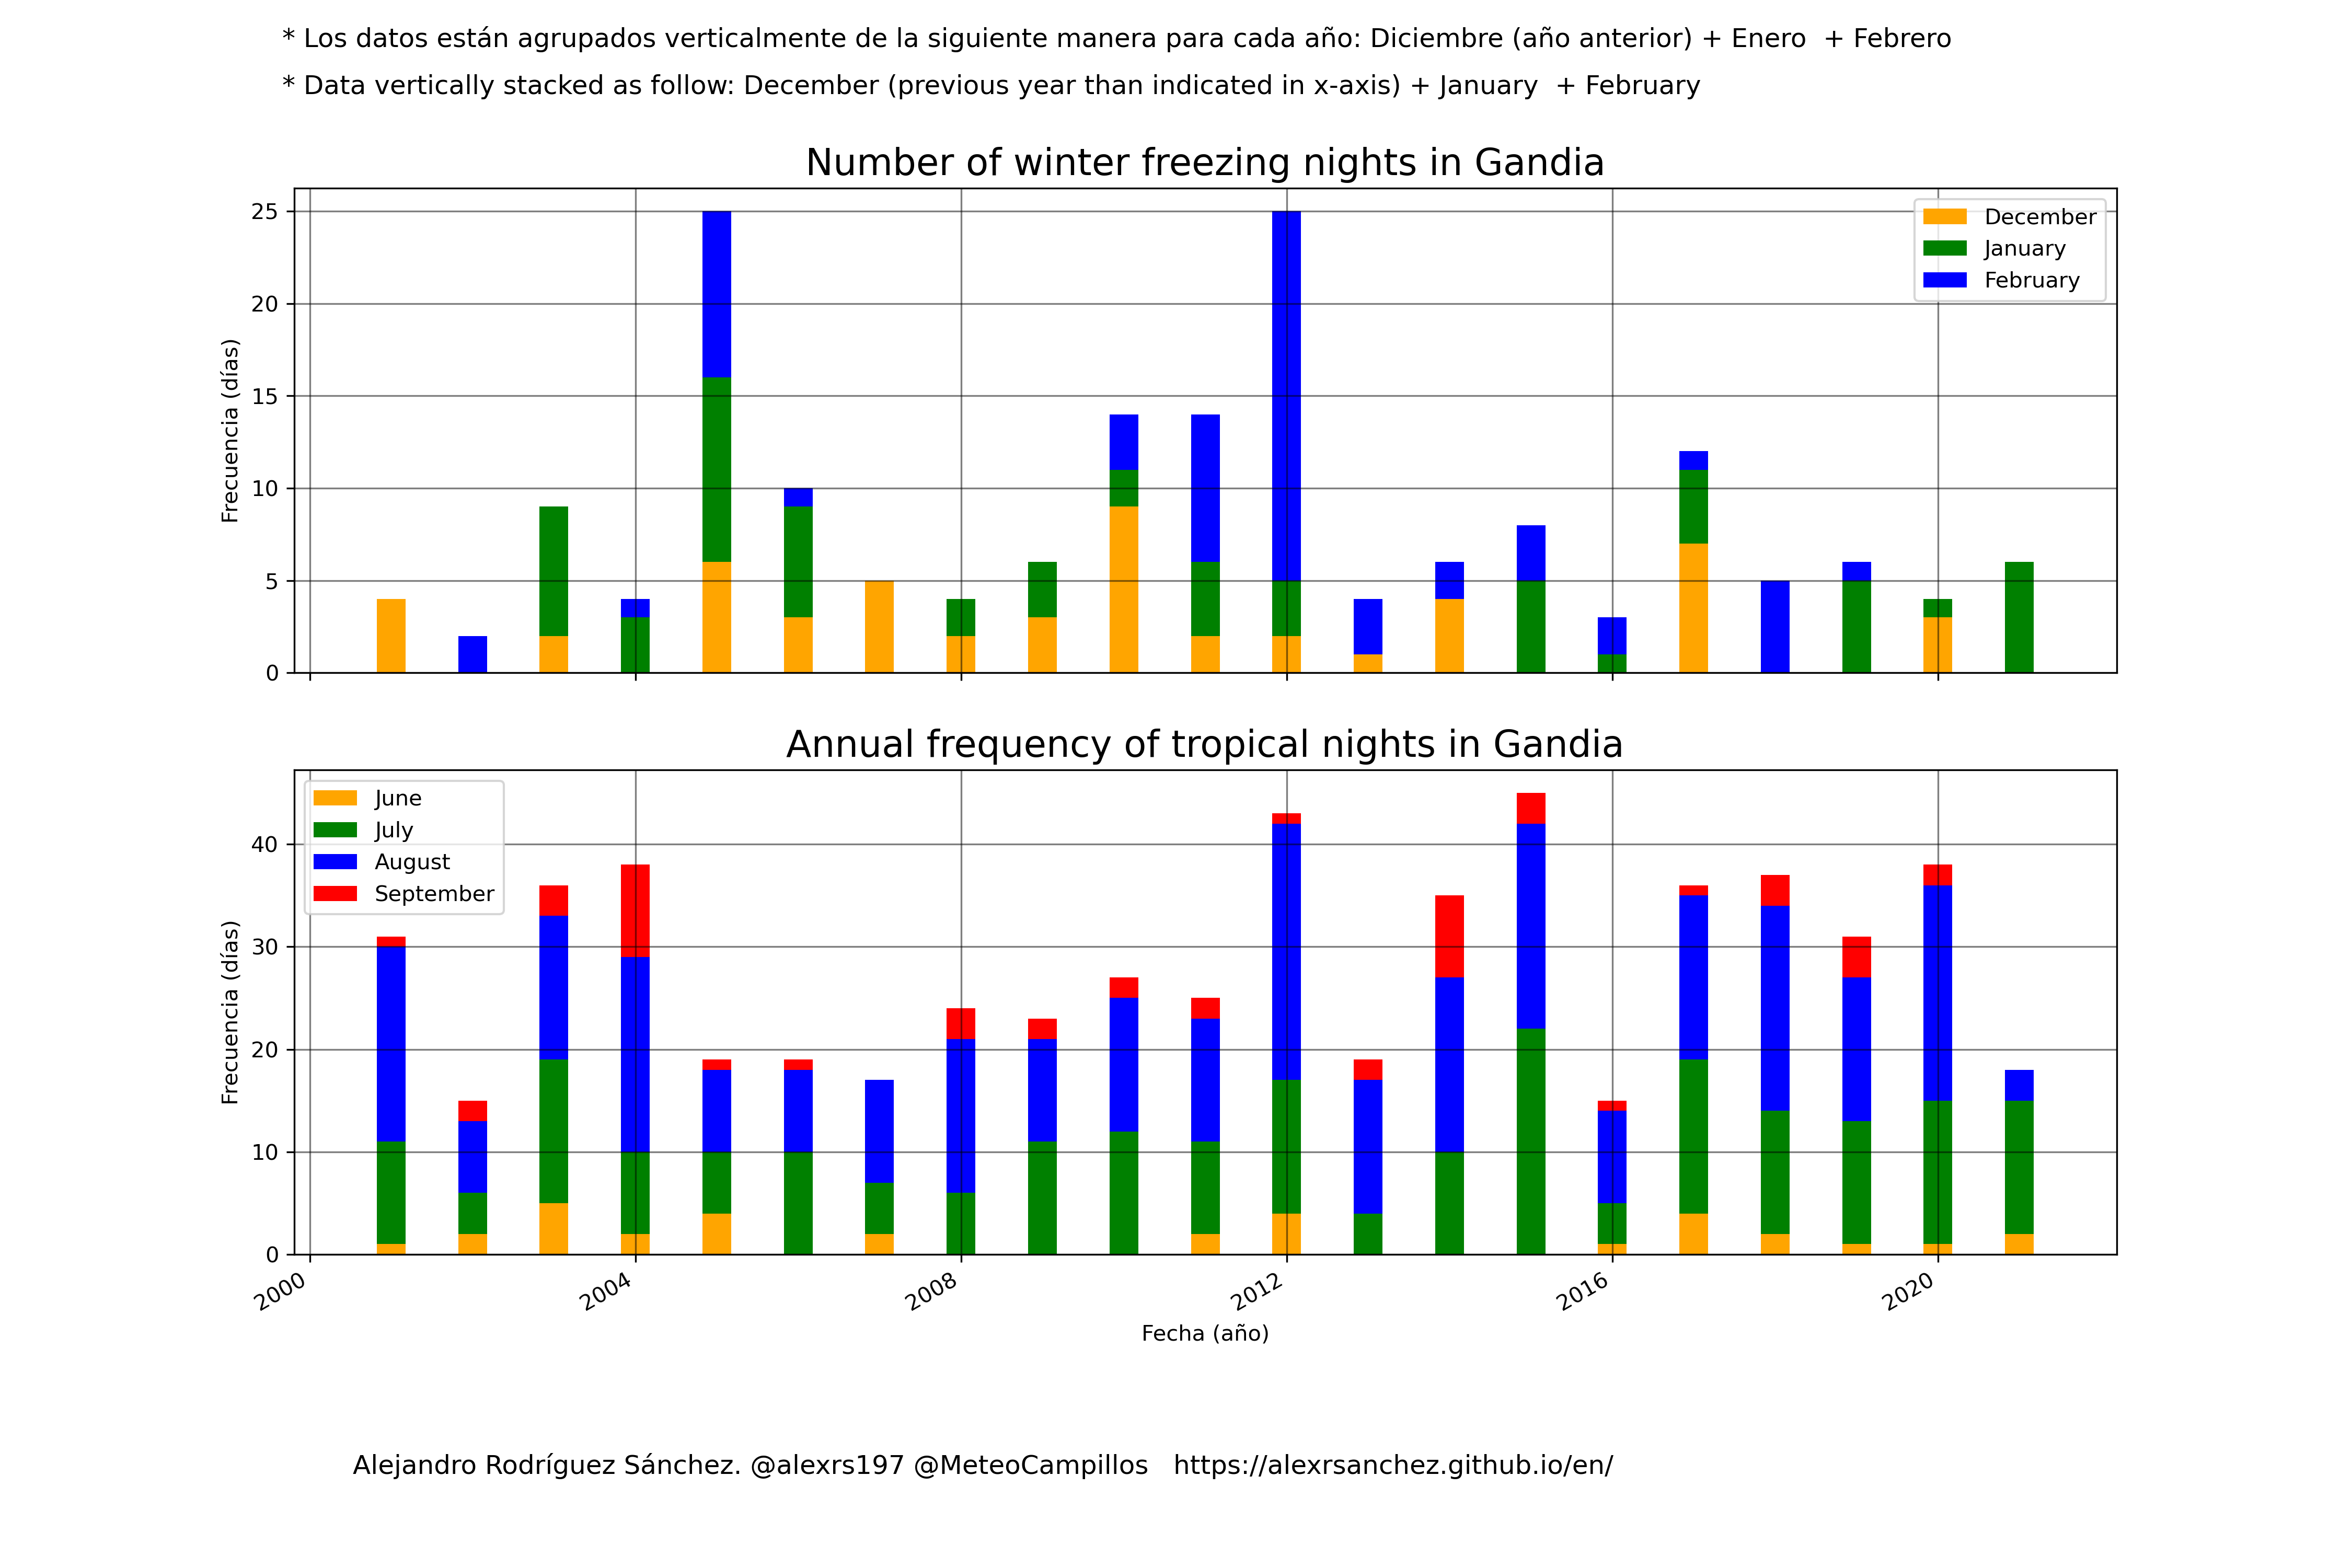 * Los datos están agrupados verticalmente de la siguiente manera para cada año: Diciembre (año anterior) + Enero  + Febrero
* Data vertically stacked as follow: December (previous year than indicated in x-axis) + January  + February
Number of winter freezing nights in Gandia
25
20
15
10
5
0
Frecuencia (días)
December
January
February
Annual frequency of tropical nights in Gandia
40
30
20
10
0
Frecuencia (días)
June
July
August
September
2000
2004
2008
2012
2016
2020
Fecha (año)
Alejandro Rodríguez Sánchez. @alexrs197 @MeteoCampillos   https://alexrsanchez.github.io/en/